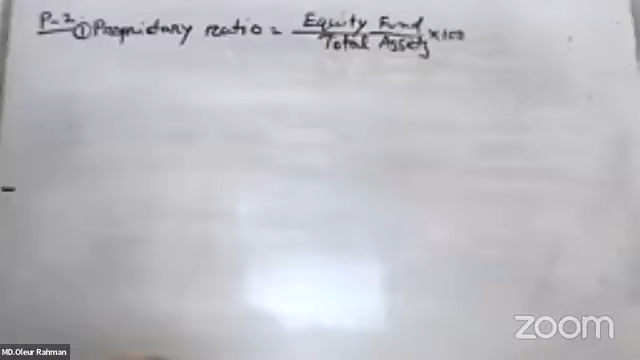 P-2 ① Proprietary ratio = Equity Fund / Total Assets × 100
zoom
MD.Oleur Rahman